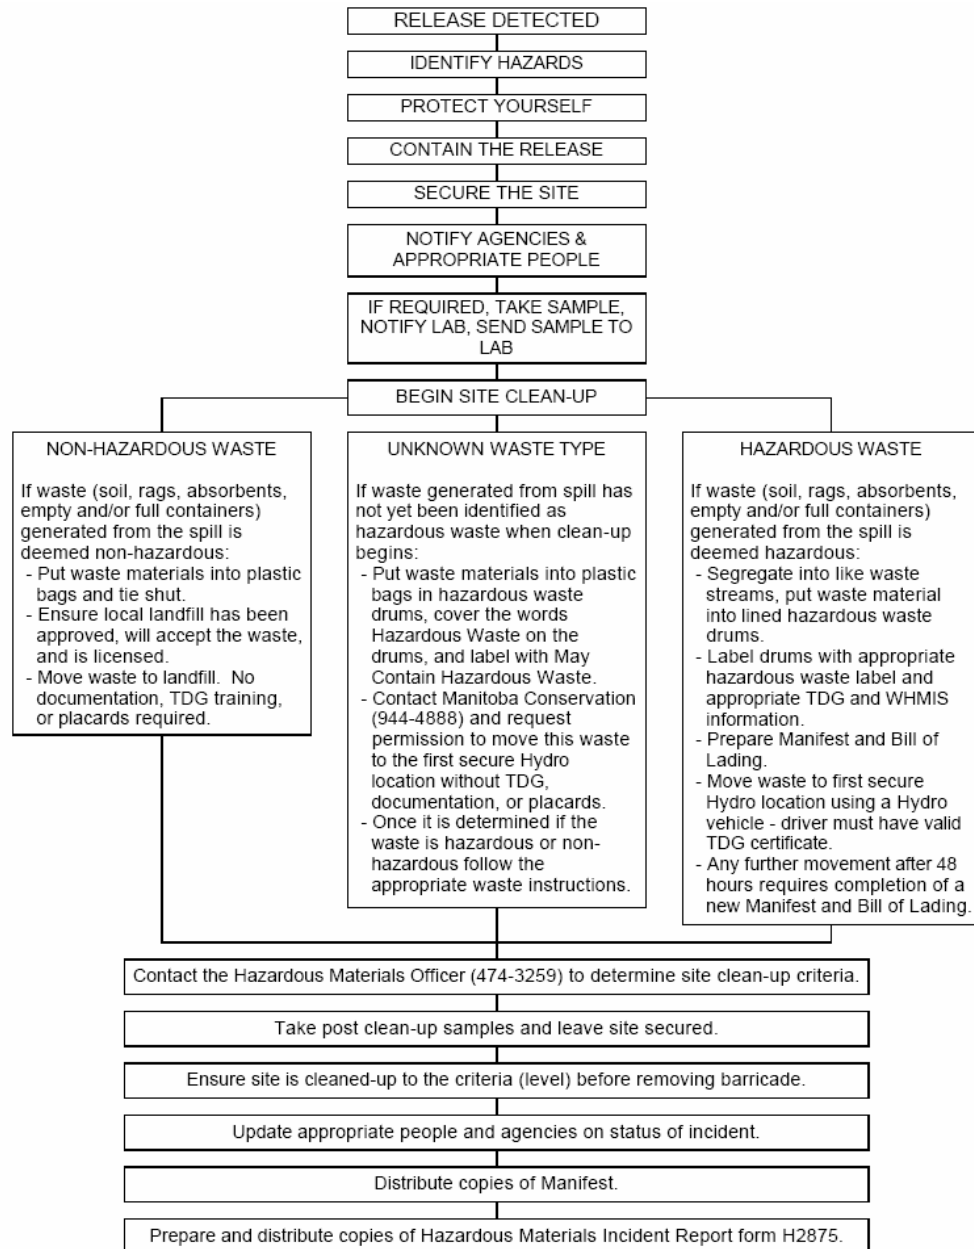 RELEASE DETECTED
IDENTIFY HAZARDS
PROTECT YOURSELF
CONTAIN THE RELEASE
SECURE THE SITE
NOTIFY AGENCIES &
APPROPRIATE PEOPLE
IF REQUIRED, TAKE SAMPLE,
NOTIFY LAB, SEND SAMPLE TO
LAB
BEGIN SITE CLEAN-UP
NON-HAZARDOUS WASTE
If waste (soil, rags, absorbents,
empty and/or full containers)
generated from the spill is
deemed non-hazardous:
- Put waste materials into plastic
bags and tie shut.
- Ensure local landfill has been
approved, will accept the waste,
and is licensed.
- Move waste to landfill. No
documentation, TDG training,
or placards required.
UNKNOWN WASTE TYPE
If waste generated from spill has
not yet been identified as
hazardous waste when clean-up
begins:
- Put waste materials into plastic
bags in hazardous waste
drums, cover the words
Hazardous Waste on the
drums, and label with May
Contain Hazardous Waste.
- Contact Manitoba Conservation
(944-4888) and request
permission to move this waste
to the first secure Hydro
location without TDG,
documentation, or placards.
- Once it is determined if the
waste is hazardous or non-
hazardous follow the
appropriate waste instructions.
HAZARDOUS WASTE
If waste (soil, rags, absorbents,
empty and/or full containers)
generated from the spill is
deemed hazardous:
- Segregate into like waste
streams, put waste material
into lined hazardous waste
drums.
- Label drums with appropriate
hazardous waste label and
appropriate TDG and WHMIS
information.
- Prepare Manifest and Bill of
Lading.
- Move waste to first secure
Hydro location using a Hydro
vehicle - driver must have valid
TDG certificate.
- Any further movement after 48
hours requires completion of a
new Manifest and Bill of Lading.
Contact the Hazardous Materials Officer (474-3259) to determine site clean-up criteria.
Take post clean-up samples and leave site secured.
Ensure site is cleaned-up to the criteria (level) before removing barricade.
Update appropriate people and agencies on status of incident.
Distribute copies of Manifest.
Prepare and distribute copies of Hazardous Materials Incident Report form H2875.